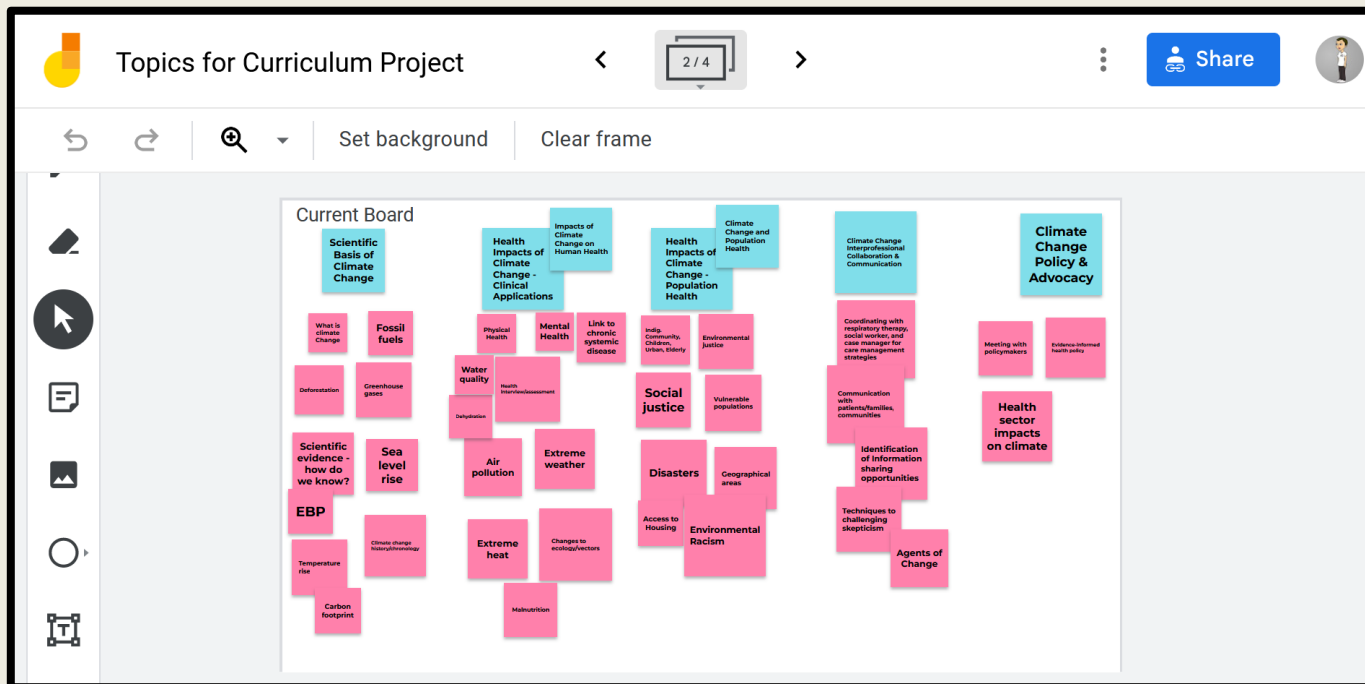 Topics for Curriculum Project
2 / 4
Share
Set background
Clear frame
Current Board
Scientific
Basis of
Climate
Change
Health
Impacts of
Climate
Change -
Clinical
Applications
Impacts of
Climate
Change on
Human Health
Health
Impacts of
Climate
Change -
Population
Health
Climate
Change and
Population
Health
Climate Change
Interprofessional
Collaboration &
Communication
Climate
Change
Policy &
Advocacy
What is
climate
Change
Fossil
fuels
Deforestation
Greenhouse
gases
Scientific
evidence -
how do
we know?
Sea
level
rise
EBP
Climate change
history/chronology
Temperature
rise
Carbon
footprint
Physical
Health
Mental
Health
Link to
chronic
systemic
disease
Water
quality
Health
Interview/assessment
Dehydration
Air
pollution
Extreme
weather
Extreme
heat
Changes to
ecology/vectors
Malnutrition
Indig.
Community,
Children,
Urban, Elderly
Environmental
justice
Social
justice
Vulnerable
populations
Disasters
Geographical
areas
Access to
Housing
Environmental
Racism
Coordinating with
respiratory therapy,
social worker, and
case manager for
care management
strategies
Communication
with
patients/families,
communities
Identification
of Information
sharing
opportunities
Techniques to
challenging
skepticism
Agents of
Change
Meeting with
policymakers
Evidence-informed
health policy
Health
sector
impacts
on climate